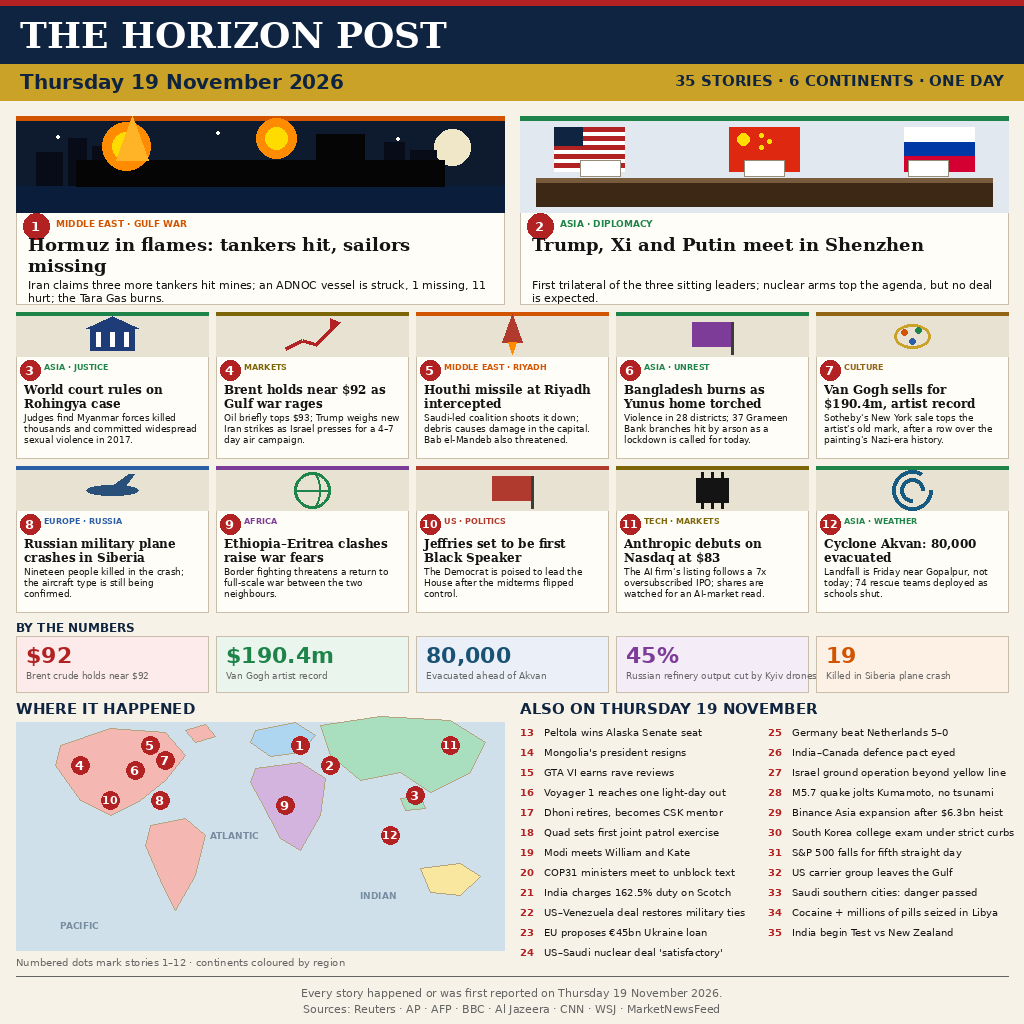 THE HORIZON POST
Thursday 19 November 2026
35 STORIES · 6 CONTINENTS · ONE DAY
1
MIDDLE EAST · GULF WAR
Hormuz in flames: tankers hit, sailors
missing
Iran claims three more tankers hit mines; an ADNOC vessel is struck, 1 missing, 11
hurt; the Tara Gas burns.
2
ASIA · DIPLOMACY
Trump, Xi and Putin meet in Shenzhen
First trilateral of the three sitting leaders; nuclear arms top the agenda, but no deal
is expected.
3
ASIA · JUSTICE
World court rules on
Rohingya case
Judges find Myanmar forces killed
thousands and committed widespread
sexual violence in 2017.
4
MARKETS
Brent holds near $92 as
Gulf war rages
Oil briefly tops $93; Trump weighs new
Iran strikes as Israel presses for a 4–7
day air campaign.
5
MIDDLE EAST · RIYADH
Houthi missile at Riyadh
intercepted
Saudi-led coalition shoots it down;
debris causes damage in the capital.
Bab el-Mandeb also threatened.
6
ASIA · UNREST
Bangladesh burns as
Yunus home torched
Violence in 28 districts; 37 Grameen
Bank branches hit by arson as a
lockdown is called for today.
7
CULTURE
Van Gogh sells for
$190.4m, artist record
Sotheby's New York sale tops the
artist's old mark, after a row over the
painting's Nazi-era history.
8
EUROPE · RUSSIA
Russian military plane
crashes in Siberia
Nineteen people killed in the crash;
the aircraft type is still being
confirmed.
9
AFRICA
Ethiopia–Eritrea clashes
raise war fears
Border fighting threatens a return to
full-scale war between the two
neighbours.
10
US · POLITICS
Jeffries set to be first
Black Speaker
The Democrat is poised to lead the
House after the midterms flipped
control.
11
TECH · MARKETS
Anthropic debuts on
Nasdaq at $83
The AI firm's listing follows a 7x
oversubscribed IPO; shares are
watched for an AI-market read.
12
ASIA · WEATHER
Cyclone Akvan: 80,000
evacuated
Landfall is Friday near Gopalpur, not
today; 74 rescue teams deployed as
schools shut.
BY THE NUMBERS
$92
Brent crude holds near $92
$190.4m
Van Gogh artist record
80,000
Evacuated ahead of Akvan
45%
Russian refinery output cut by Kyiv drones
19
Killed in Siberia plane crash
WHERE IT HAPPENED
5
1
11
4
6
7
2
10
8
9
3
12
ATLANTIC
INDIAN
PACIFIC
Numbered dots mark stories 1–12 · continents coloured by region
ALSO ON THURSDAY 19 NOVEMBER
13 Peltola wins Alaska Senate seat
14 Mongolia's president resigns
15 GTA VI earns rave reviews
16 Voyager 1 reaches one light-day out
17 Dhoni retires, becomes CSK mentor
18 Quad sets first joint patrol exercise
19 Modi meets William and Kate
20 COP31 ministers meet to unblock text
21 India charges 162.5% duty on Scotch
22 US–Venezuela deal restores military ties
23 EU proposes €45bn Ukraine loan
24 US–Saudi nuclear deal 'satisfactory'
25 Germany beat Netherlands 5–0
26 India–Canada defence pact eyed
27 Israel ground operation beyond yellow line
28 M5.7 quake jolts Kumamoto, no tsunami
29 Binance Asia expansion after $6.3bn heist
30 South Korea college exam under strict curbs
31 S&P 500 falls for fifth straight day
32 US carrier group leaves the Gulf
33 Saudi southern cities: danger passed
34 Cocaine + millions of pills seized in Libya
35 India begin Test vs New Zealand
Every story happened or was first reported on Thursday 19 November 2026.
Sources: Reuters · AP · AFP · BBC · Al Jazeera · CNN · WSJ · MarketNewsFeed